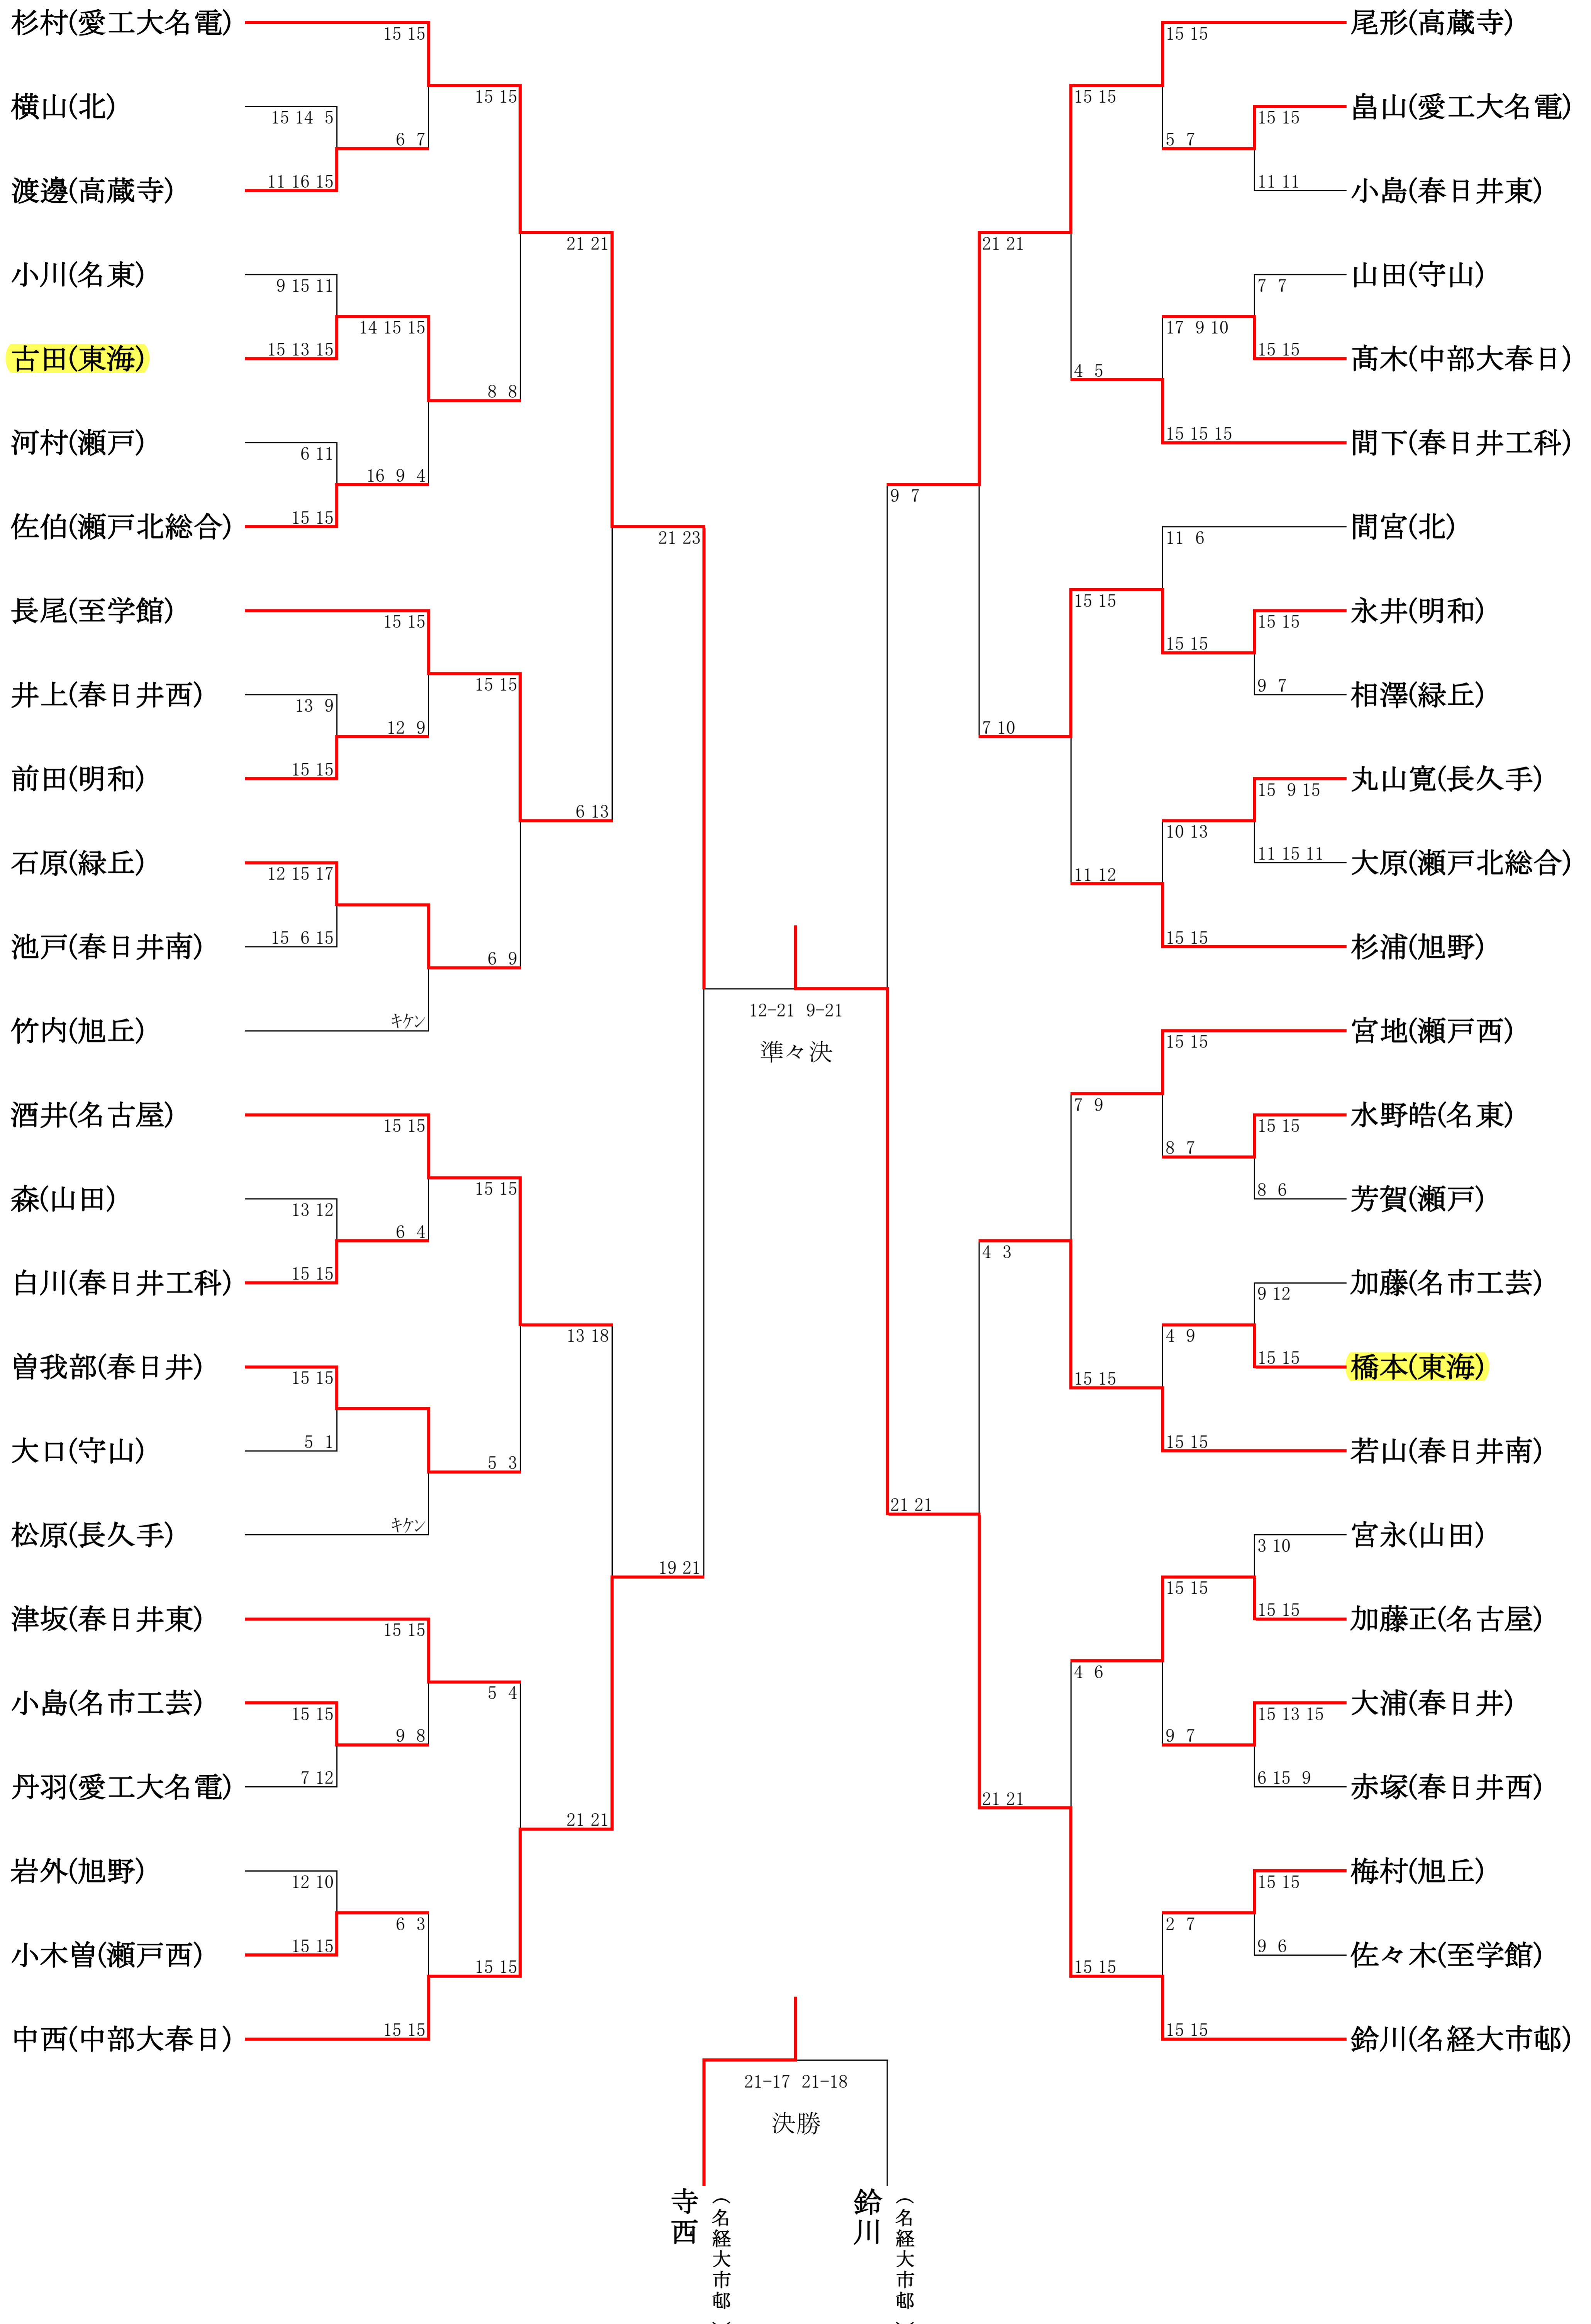 杉村(愛工大名電)
15 15
横山(北)
15 14 5
15 15
6 7
渡邊(高蔵寺)
11 16 15
21 21
小川(名東)
9 15 11
14 15 15
古田(東海)
15 13 15
8 8
河村(瀬戸)
6 11
16 9 4
佐伯(瀬戸北総合)
15 15
21 23
長尾(至学館)
15 15
15 15
井上(春日井西)
13 9
12 9
前田(明和)
15 15
6 13
石原(緑丘)
12 15 17
池戸(春日井南)
15 6 15
6 9
竹内(旭丘)
キケン
酒井(名古屋)
15 15
15 15
森(山田)
13 12
6 4
白川(春日井工科)
15 15
13 18
曽我部(春日井)
15 15
大口(守山)
5 1
5 3
松原(長久手)
キケン
19 21
津坂(春日井東)
15 15
5 4
小島(名市工芸)
15 15
9 8
丹羽(愛工大名電)
7 12
21 21
岩外(旭野)
12 10
6 3
小木曽(瀬戸西)
15 15
15 15
中西(中部大春日)
15 15
12-21 9-21
準々決
尾形(高蔵寺)
15 15
15 15
畠山(愛工大名電)
15 15
5 7
小島(春日井東)
11 11
21 21
山田(守山)
7 7
17 9 10
髙木(中部大春日)
15 15
4 5
間下(春日井工科)
15 15 15
9 7
間宮(北)
11 6
15 15
永井(明和)
15 15
15 15
相澤(緑丘)
9 7
7 10
丸山寛(長久手)
15 9 15
10 13
大原(瀬戸北総合)
11 15 11
11 12
杉浦(旭野)
15 15
宮地(瀬戸西)
15 15
7 9
水野皓(名東)
15 15
8 7
芳賀(瀬戸)
8 6
4 3
加藤(名市工芸)
9 12
4 9
橋本(東海)
15 15
15 15
若山(春日井南)
15 15
21 21
宮永(山田)
3 10
15 15
加藤正(名古屋)
15 15
4 6
大浦(春日井)
15 13 15
9 7
赤塚(春日井西)
6 15 9
21 21
梅村(旭丘)
15 15
2 7
佐々木(至学館)
9 6
15 15
鈴川(名経大市邨)
15 15
21-17 21-18
決勝
寺西
(名経大市邨)
鈴川
(名経大市邨)